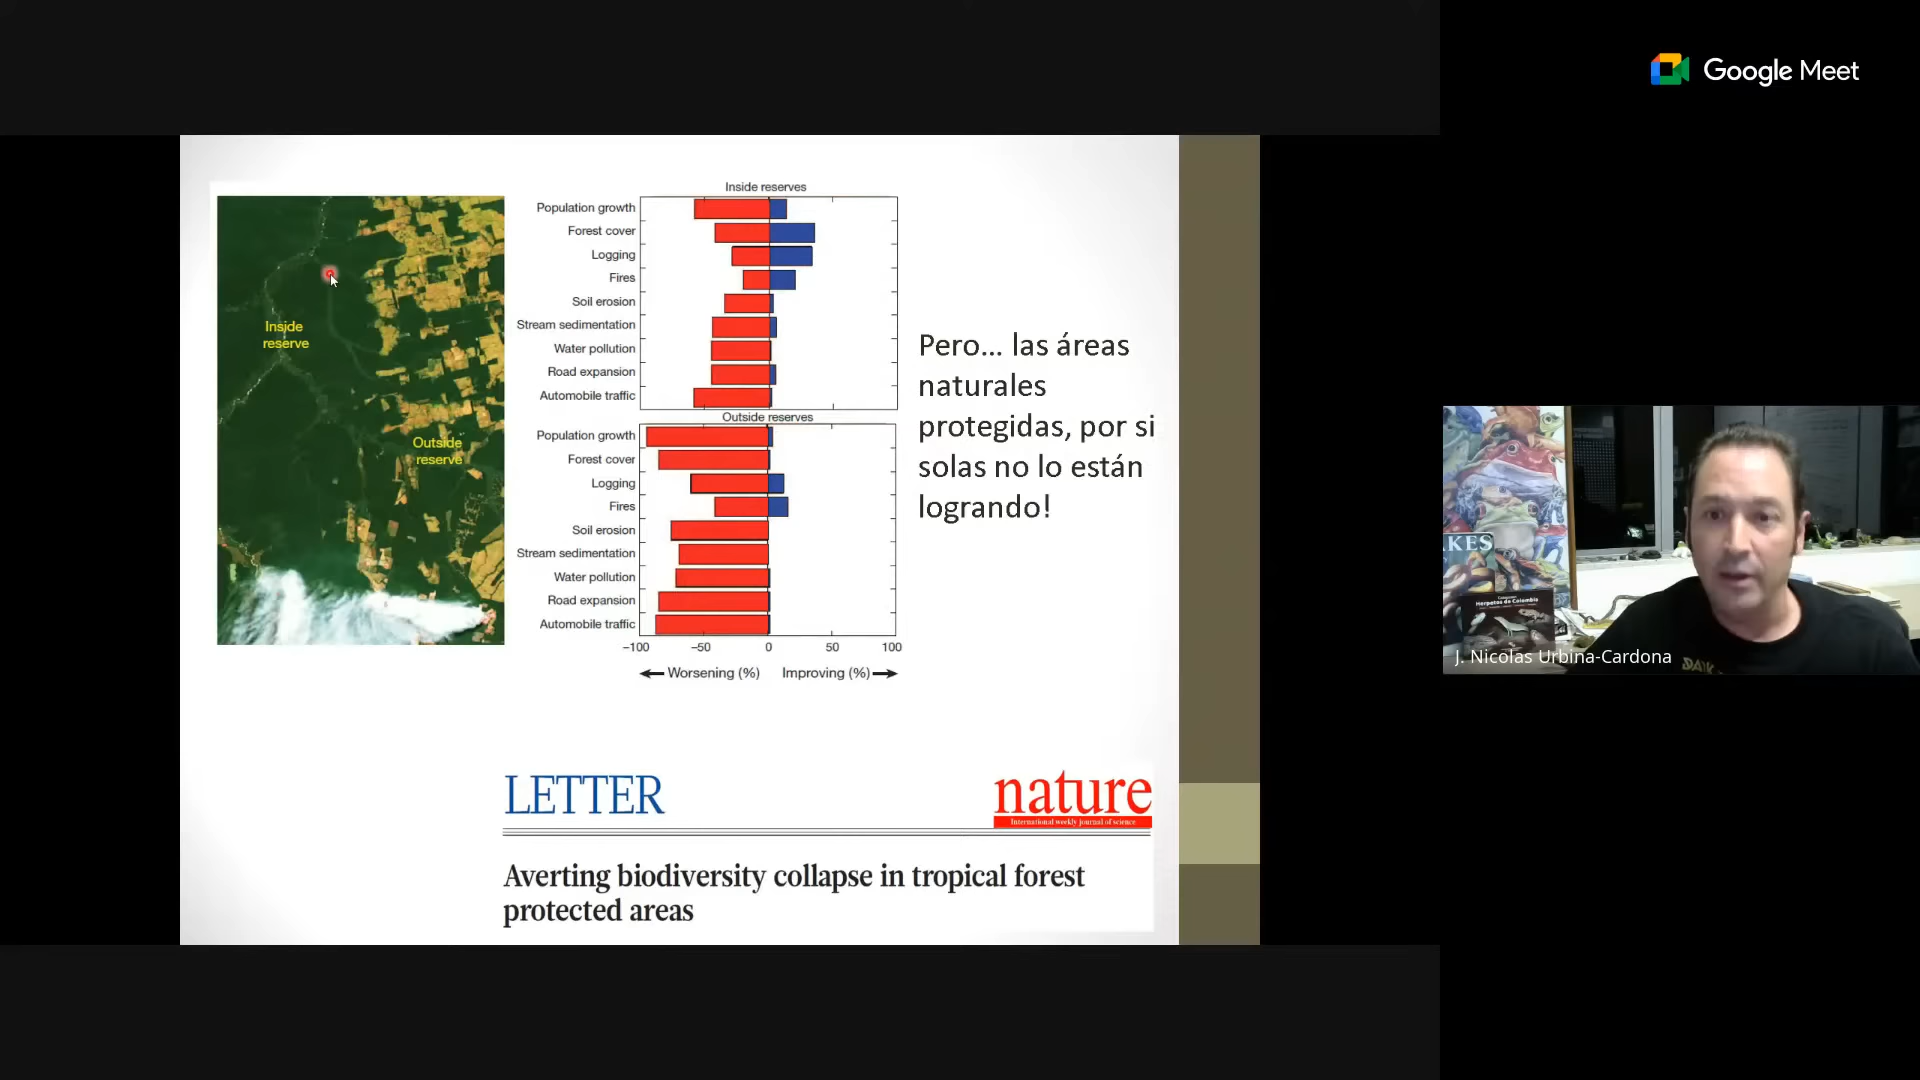 Google Meet
Inside reserves
Population growth
Forest cover
Logging
Fires
Soil erosion
Stream sedimentation
Water pollution
Road expansion
Automobile traffic
Outside reserves
Population growth
Forest cover
Logging
Fires
Soil erosion
Stream sedimentation
Water pollution
Road expansion
Automobile traffic
−100 −50 0 50 100
Worsening (%) Improving (%)
Inside
reserve
Outside
reserve
Pero... las áreas
naturales
protegidas, por si
solas no lo están
logrando!
LETTER
nature
International weekly journal of science
Averting biodiversity collapse in tropical forest
protected areas
Herpetos de Colombia
J. Nicolas Urbina-Cardona